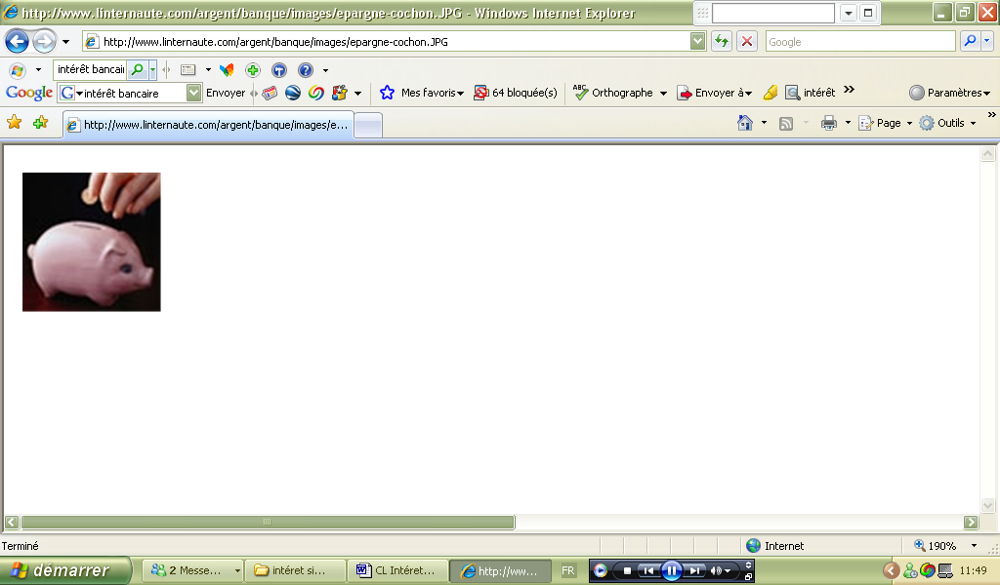 http://www.linternaute.com/argent/banque/images/epargne-cochon.JPG - Windows Internet Explorer
http://www.linternaute.com/argent/banque/images/epargne-cochon.JPG
Google
intérêt bancai
Google
G
intérêt bancaire
Envoyer
Mes favoris
64 bloquée(s)
ABC
Orthographe
Envoyer à
intérêt
»
Paramètres
http://www.linternaute.com/argent/banque/images/e...
Page
Outils
»
Terminé
Internet
190%
démarrer
2 Messe...
intéret si...
CL Intéret...
http://ww...
FR
11:49